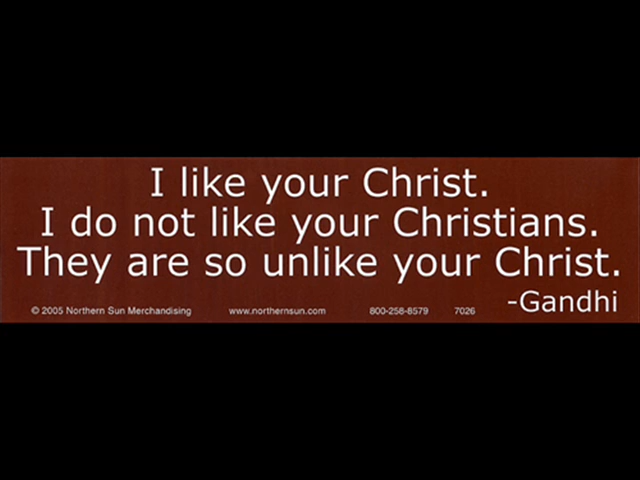 I like your Christ.
I do not like your Christians.
They are so unlike your Christ.
-Gandhi
© 2005 Northern Sun Merchandising www.northernsun.com 800-258-8579 7026